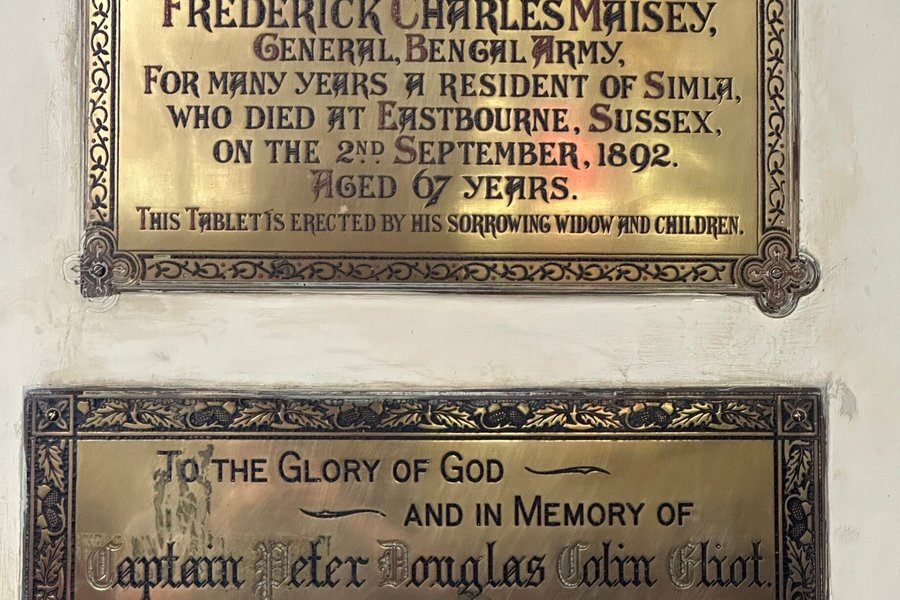 Frederick Charles Maisey,
General, Bengal Army,
For many years a resident of Simla,
who died at Eastbourne, Sussex,
on the 2nd September, 1892.
Aged 67 years.
This Tablet is erected by his sorrowing widow and children.
To the Glory of God
and in Memory of
Captain Peter Douglas Colin Eliot.